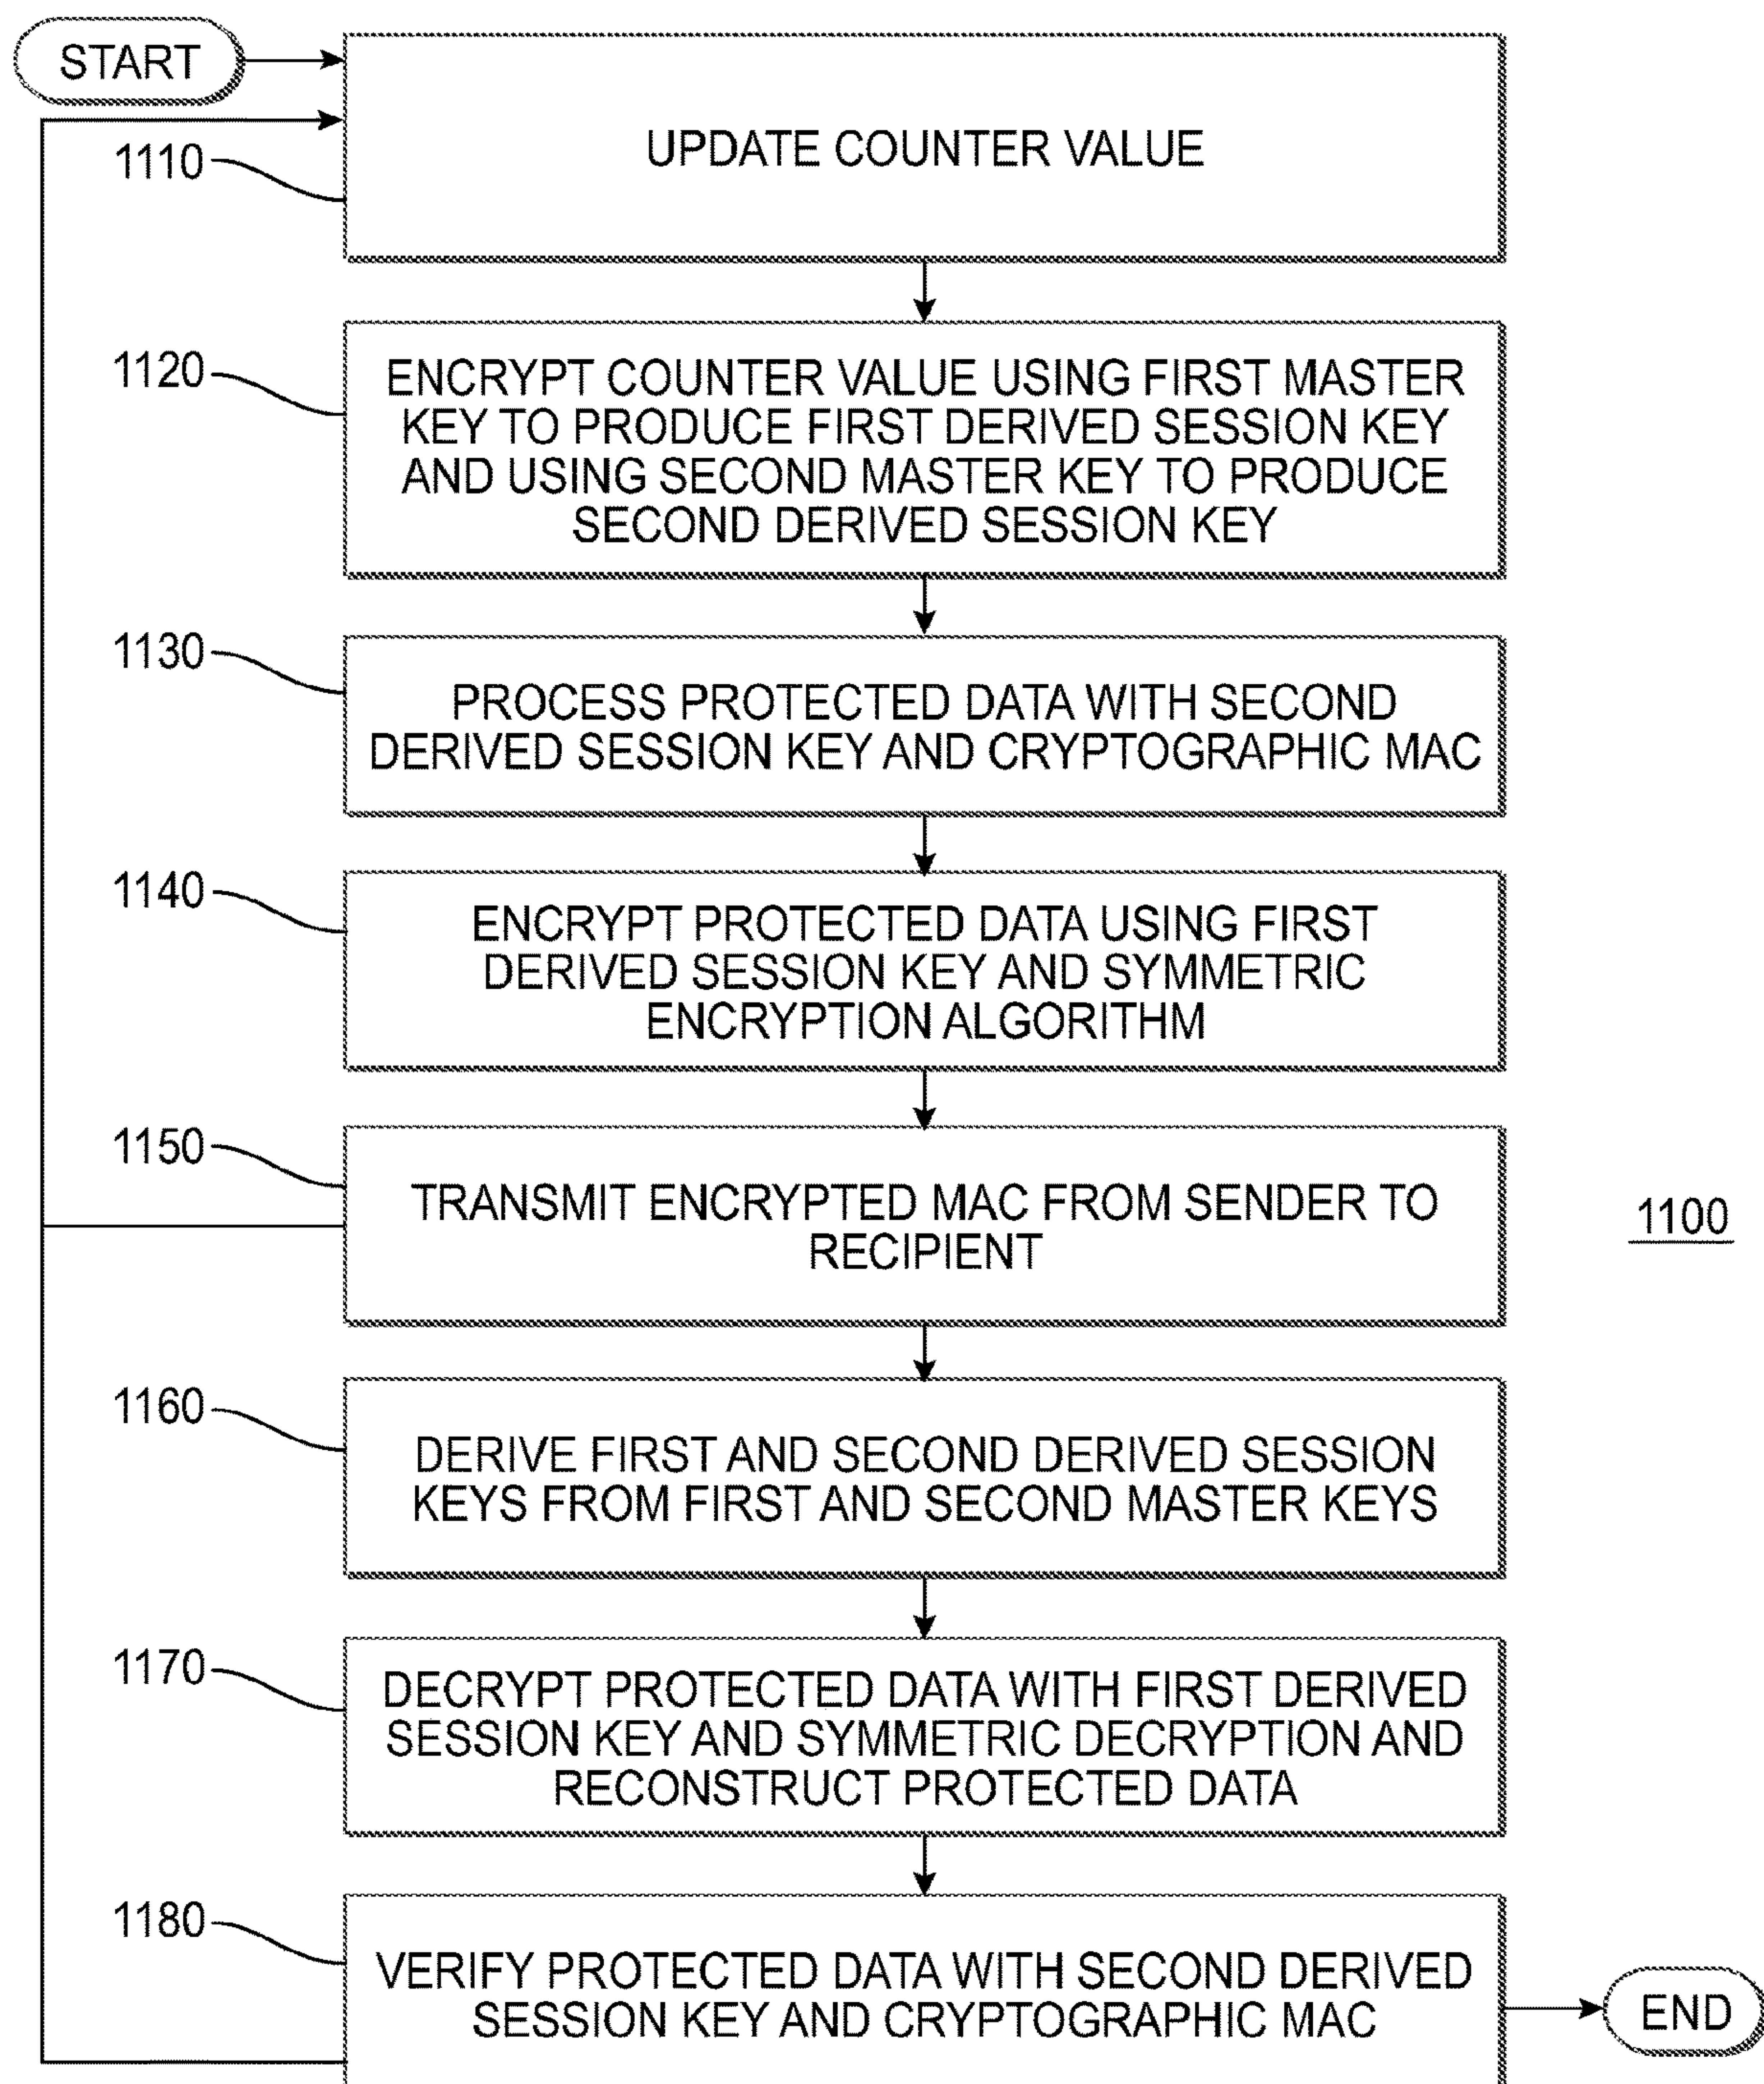 START
UPDATE COUNTER VALUE
1110
1120
ENCRYPT COUNTER VALUE USING FIRST MASTER
KEY TO PRODUCE FIRST DERIVED SESSION KEY
AND USING SECOND MASTER KEY TO PRODUCE
SECOND DERIVED SESSION KEY
1130
PROCESS PROTECTED DATA WITH SECOND
DERIVED SESSION KEY AND CRYPTOGRAPHIC MAC
1140
ENCRYPT PROTECTED DATA USING FIRST
DERIVED SESSION KEY AND SYMMETRIC
ENCRYPTION ALGORITHM
1150
TRANSMIT ENCRYPTED MAC FROM SENDER TO
RECIPIENT
1100
1160
DERIVE FIRST AND SECOND DERIVED SESSION
KEYS FROM FIRST AND SECOND MASTER KEYS
1170
DECRYPT PROTECTED DATA WITH FIRST DERIVED
SESSION KEY AND SYMMETRIC DECRYPTION AND
RECONSTRUCT PROTECTED DATA
1180
VERIFY PROTECTED DATA WITH SECOND DERIVED
SESSION KEY AND CRYPTOGRAPHIC MAC
END